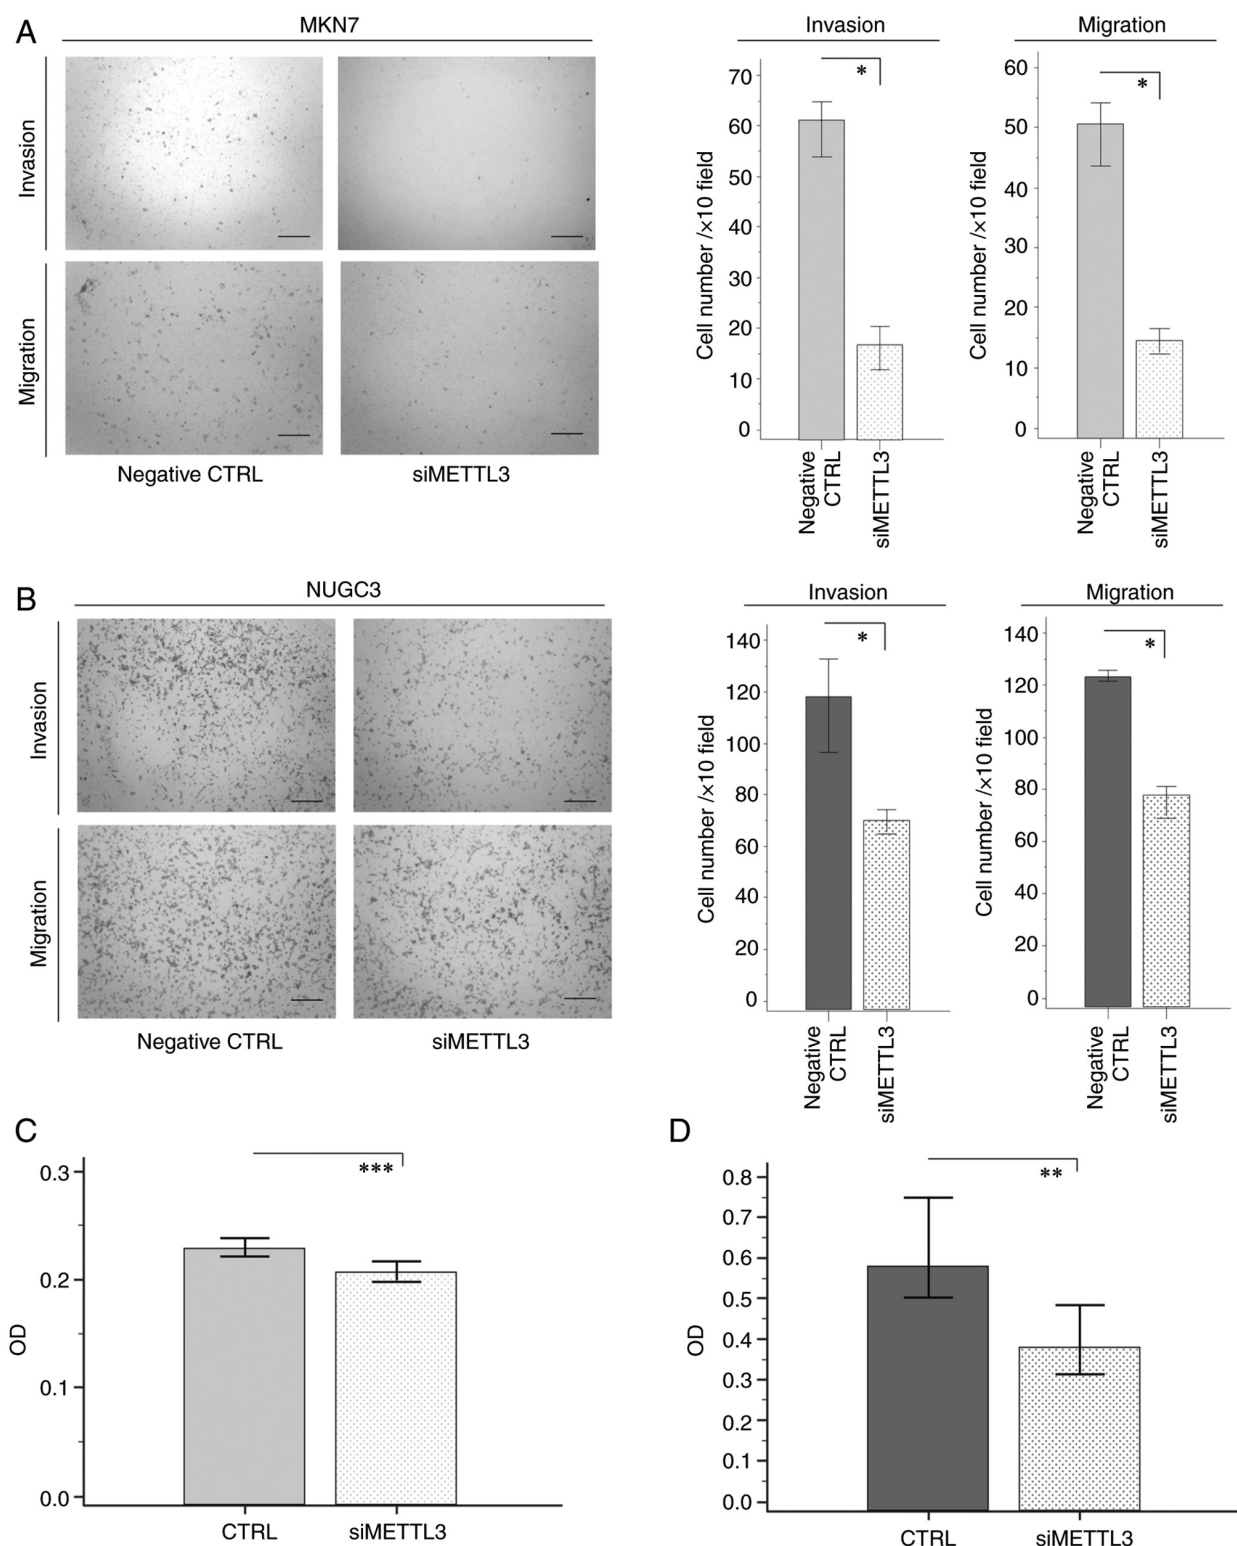 A
MKN7
Invasion
Migration
Negative CTRL
siMETTL3
Invasion
*
Cell number /×10 field
70
60
50
40
30
20
10
0
Negative
CTRL
siMETTL3
Migration
*
Cell number /×10 field
60
50
40
30
20
10
0
Negative
CTRL
siMETTL3
B
NUGC3
Invasion
Migration
Negative CTRL
siMETTL3
Invasion
*
Cell number /×10 field
140
120
100
80
60
40
20
0
Negative
CTRL
siMETTL3
Migration
*
Cell number /×10 field
140
120
100
80
60
40
20
0
Negative
CTRL
siMETTL3
C
***
OD
0.3
0.2
0.1
0.0
CTRL
siMETTL3
D
**
OD
0.8
0.7
0.6
0.5
0.4
0.3
0.2
0.1
0.0
CTRL
siMETTL3